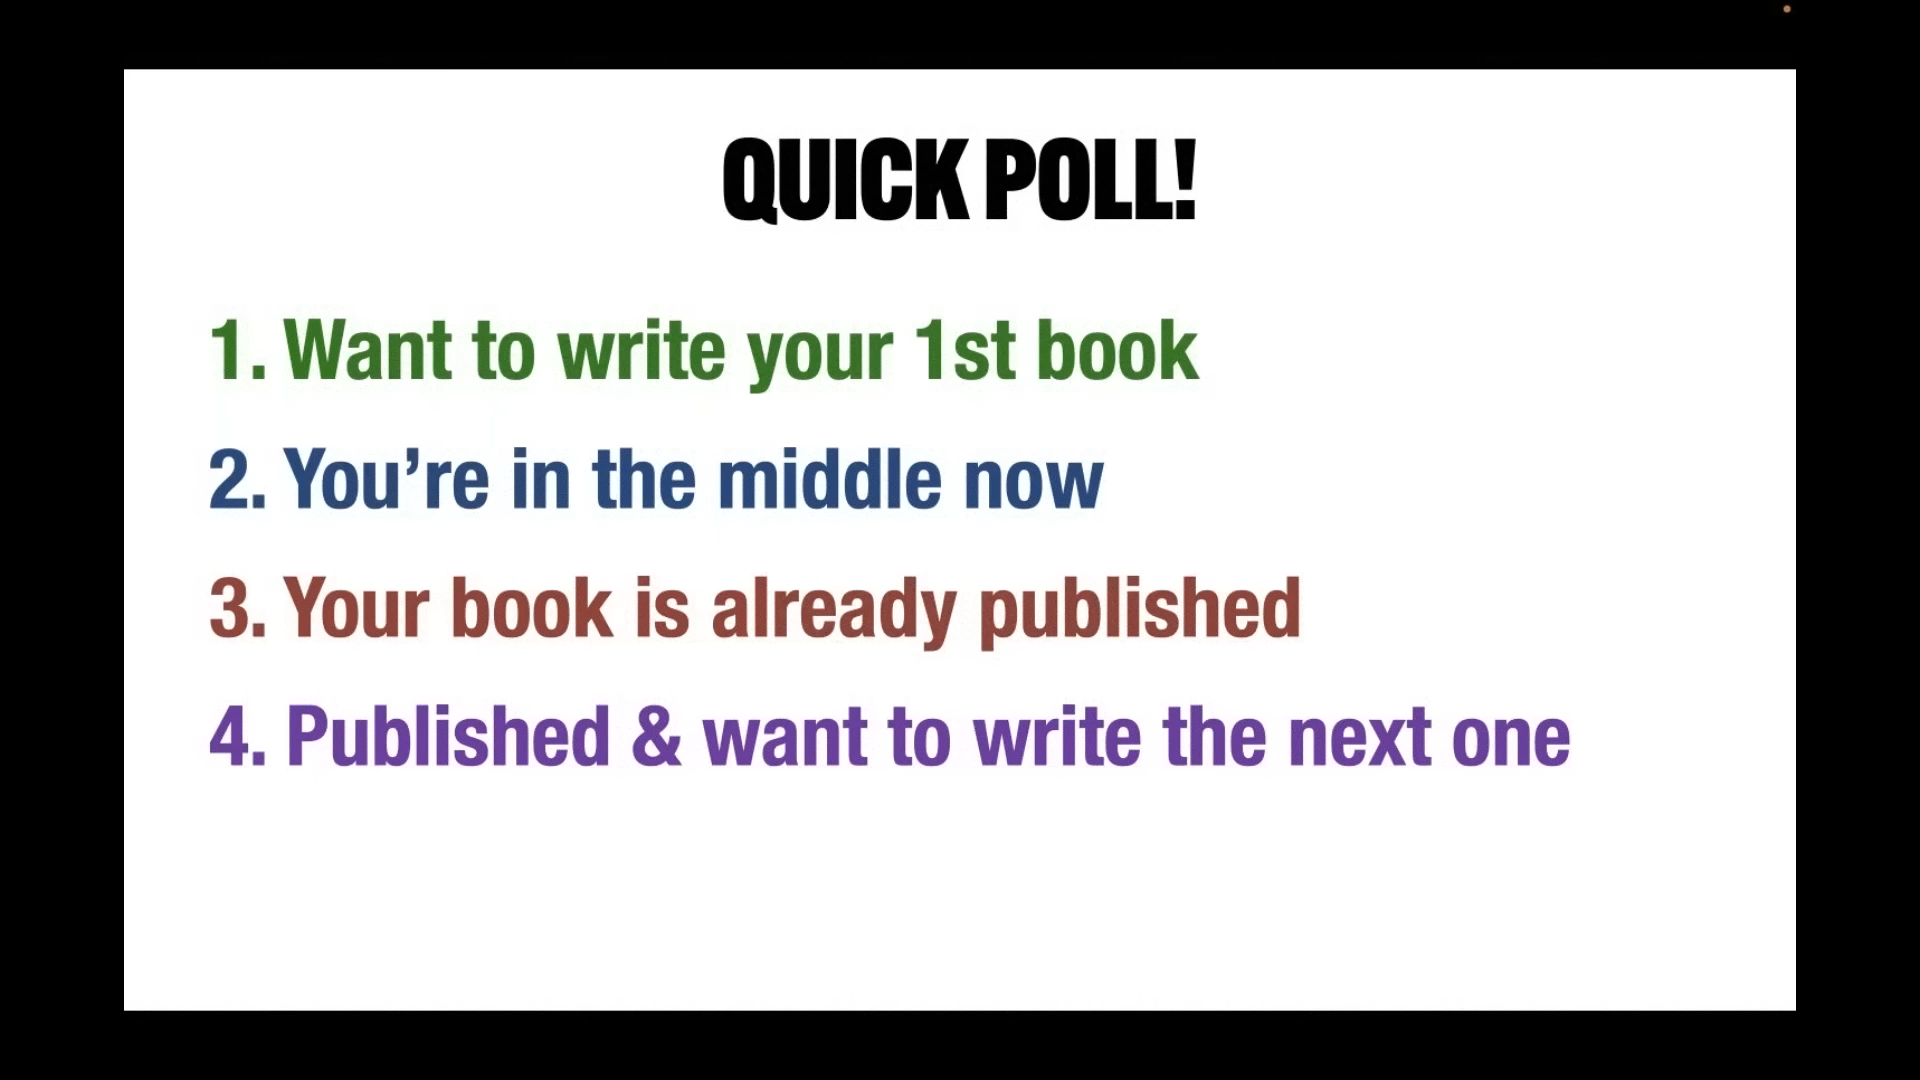 QUICK POLL!
1. Want to write your 1st book
2. You’re in the middle now
3. Your book is already published
4. Published & want to write the next one